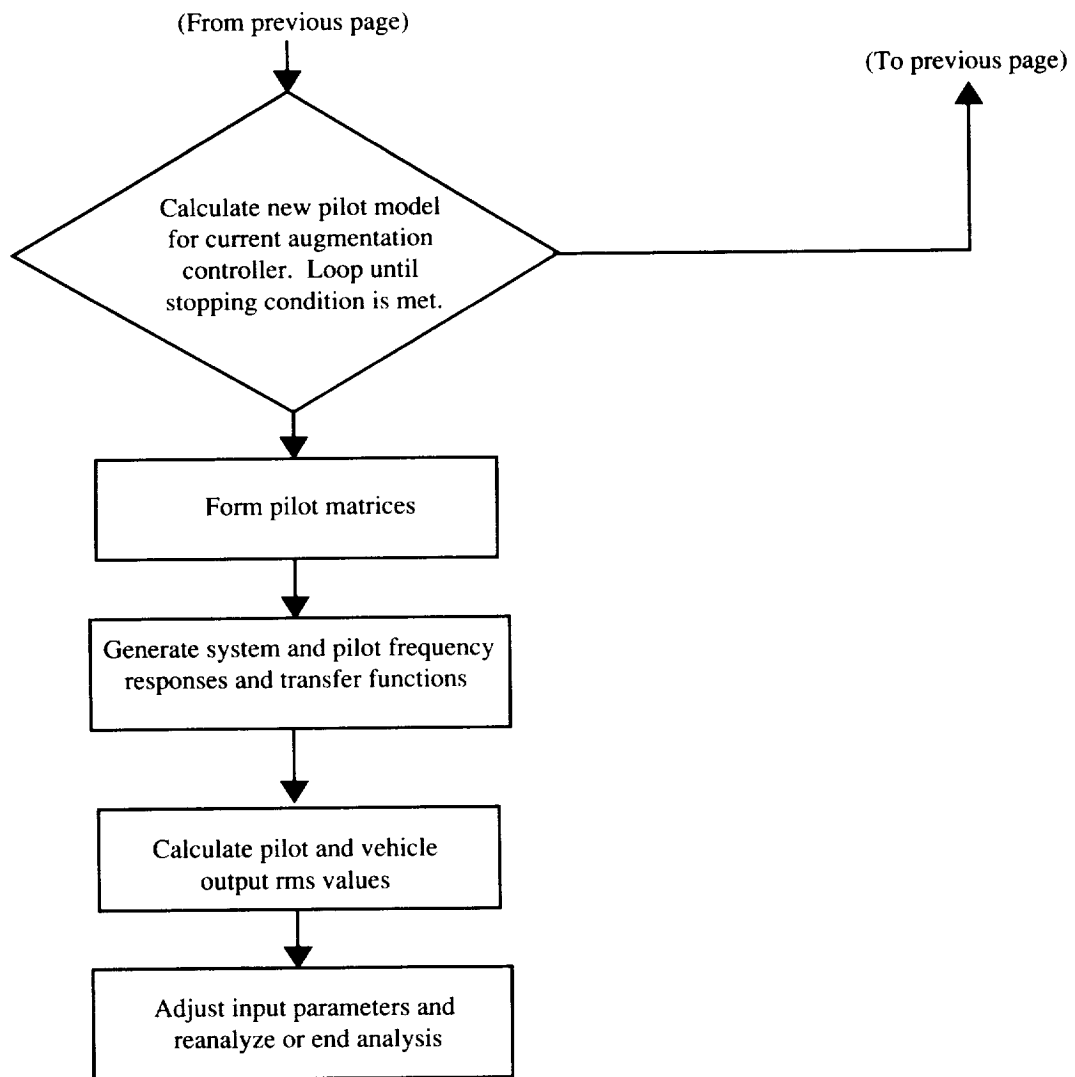 (From previous page)
(To previous page)
Calculate new pilot model
for current augmentation
controller. Loop until
stopping condition is met.
Form pilot matrices
Generate system and pilot frequency
responses and transfer functions
Calculate pilot and vehicle
output rms values
Adjust input parameters and
reanalyze or end analysis